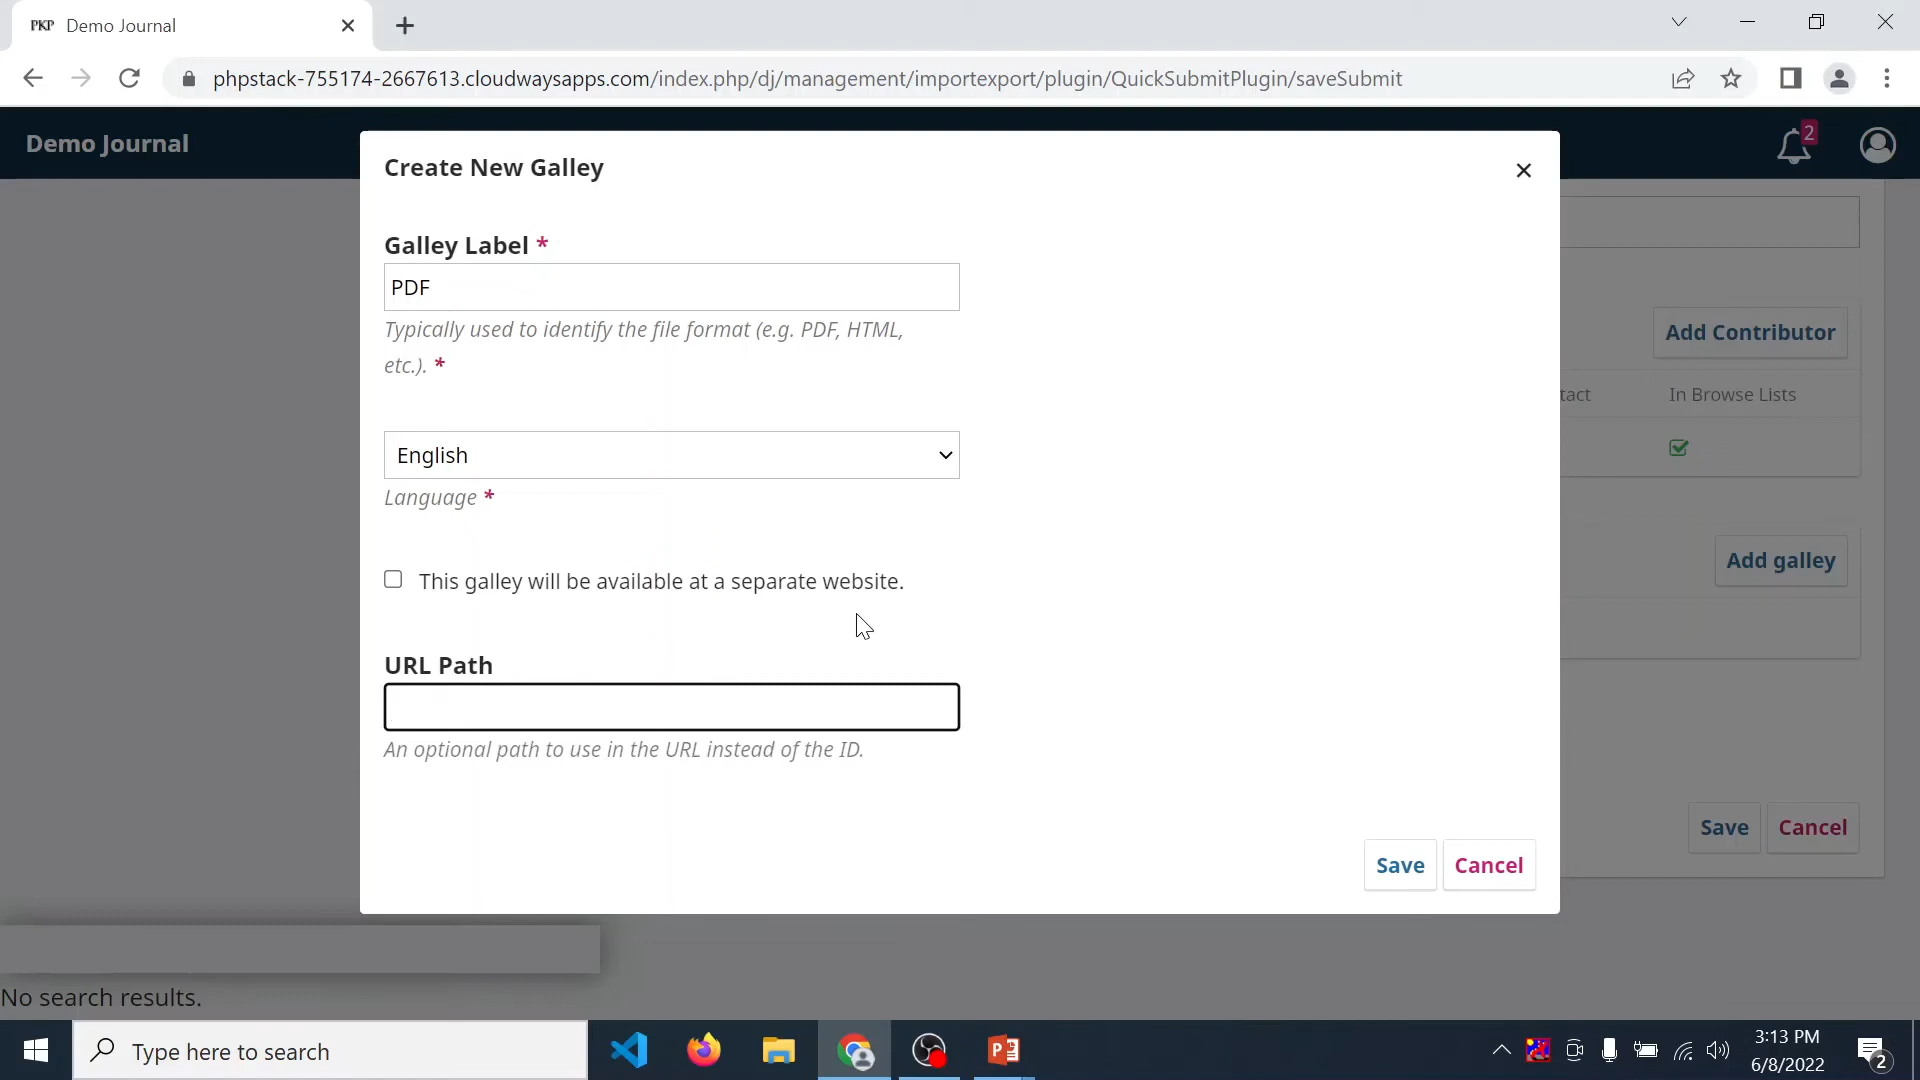 PKP Demo Journal
phpstack-755174-2667613.cloudwaysapps.com/index.php/dj/management/importexport/plugin/QuickSubmitPlugin/saveSubmit
Demo Journal
2
Create New Galley
Galley Label *
PDF
Typically used to identify the file format (e.g. PDF, HTML,
etc.). *
Add Contributor
tact In Browse Lists
English
Language *
Add galley
This galley will be available at a separate website.
URL Path
An optional path to use in the URL instead of the ID.
Save Cancel
Save Cancel
No search results.
Type here to search
3:13 PM
6/8/2022
2